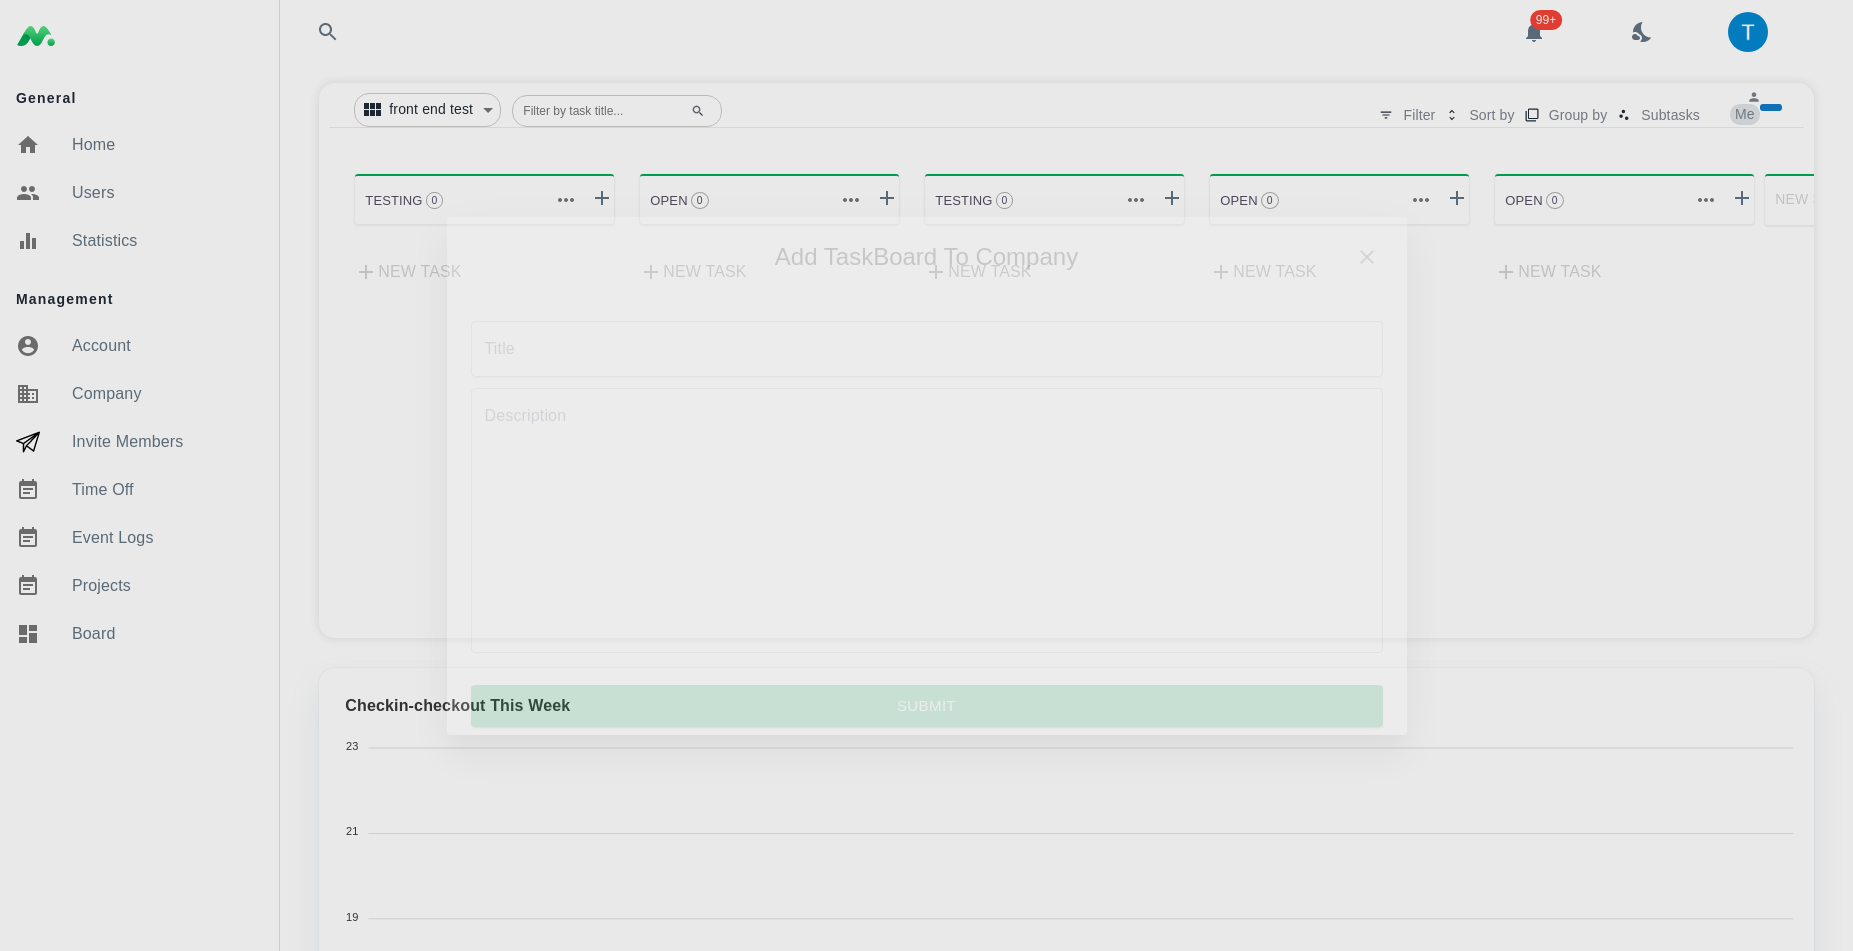 99+
T
General
Home
Users
Statistics
Management
Account
Company
Invite Members
Time Off
Event Logs
Projects
Board
front end test
Filter by task title...
Filter
Sort by
Group by
Subtasks
Me
TESTING 0
OPEN 0
TESTING 0
OPEN 0
OPEN 0
NEW
NEW TASK
NEW TASK
NEW TASK
NEW TASK
NEW TASK
Add TaskBoard To Company
Title
Description
SUBMIT
Checkin-checkout This Week
23
21
19